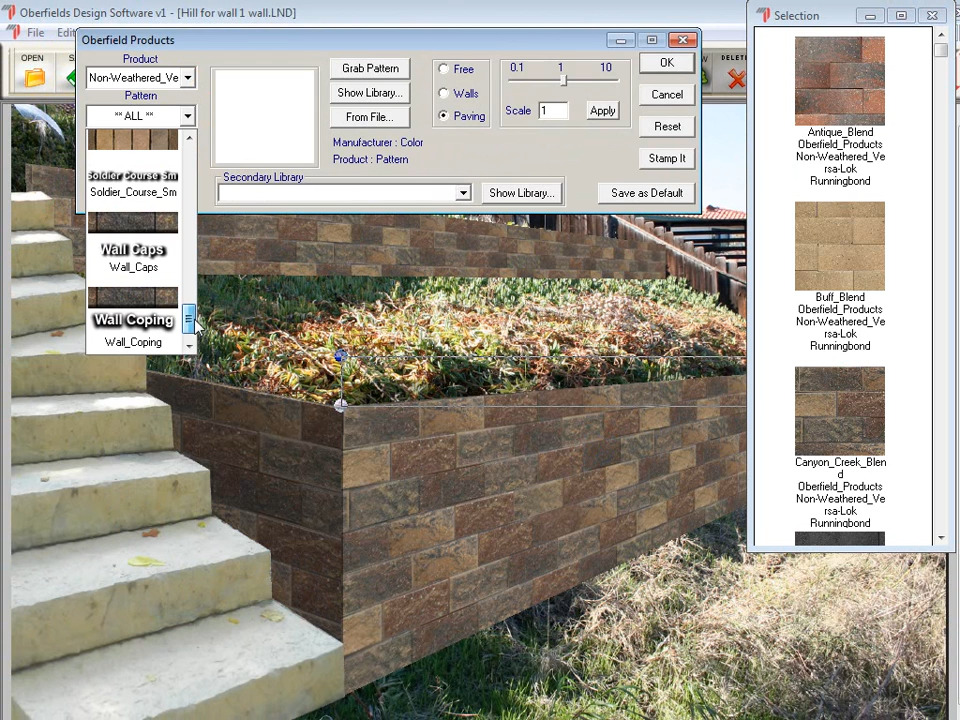 Oberfields Design Software v1 - [Hill for wall 1 wall.LND]
File
OPEN
DELETE
Oberfield Products
Product
Non-Weathered_Ve
Pattern
** ALL **
Soldier Course Sm
Soldier_Course_Sm
Wall Caps
Wall_Caps
Wall Coping
Wall_Coping
Grab Pattern
Show Library...
From File...
Manufacturer : Color
Product : Pattern
Free
Walls
Paving
0.1 1 10
Scale 1 Apply
OK
Cancel
Reset
Stamp It
Secondary Library
Show Library...
Save as Default
Selection
Antique_Blend
Oberfield_Products
Non-Weathered_Ve
rsa-Lok
Runningbond
Buff_Blend
Oberfield_Products
Non-Weathered_Ve
rsa-Lok
Runningbond
Canyon_Creek_Blen
d
Oberfield_Products
Non-Weathered_Ve
rsa-Lok
Runningbond